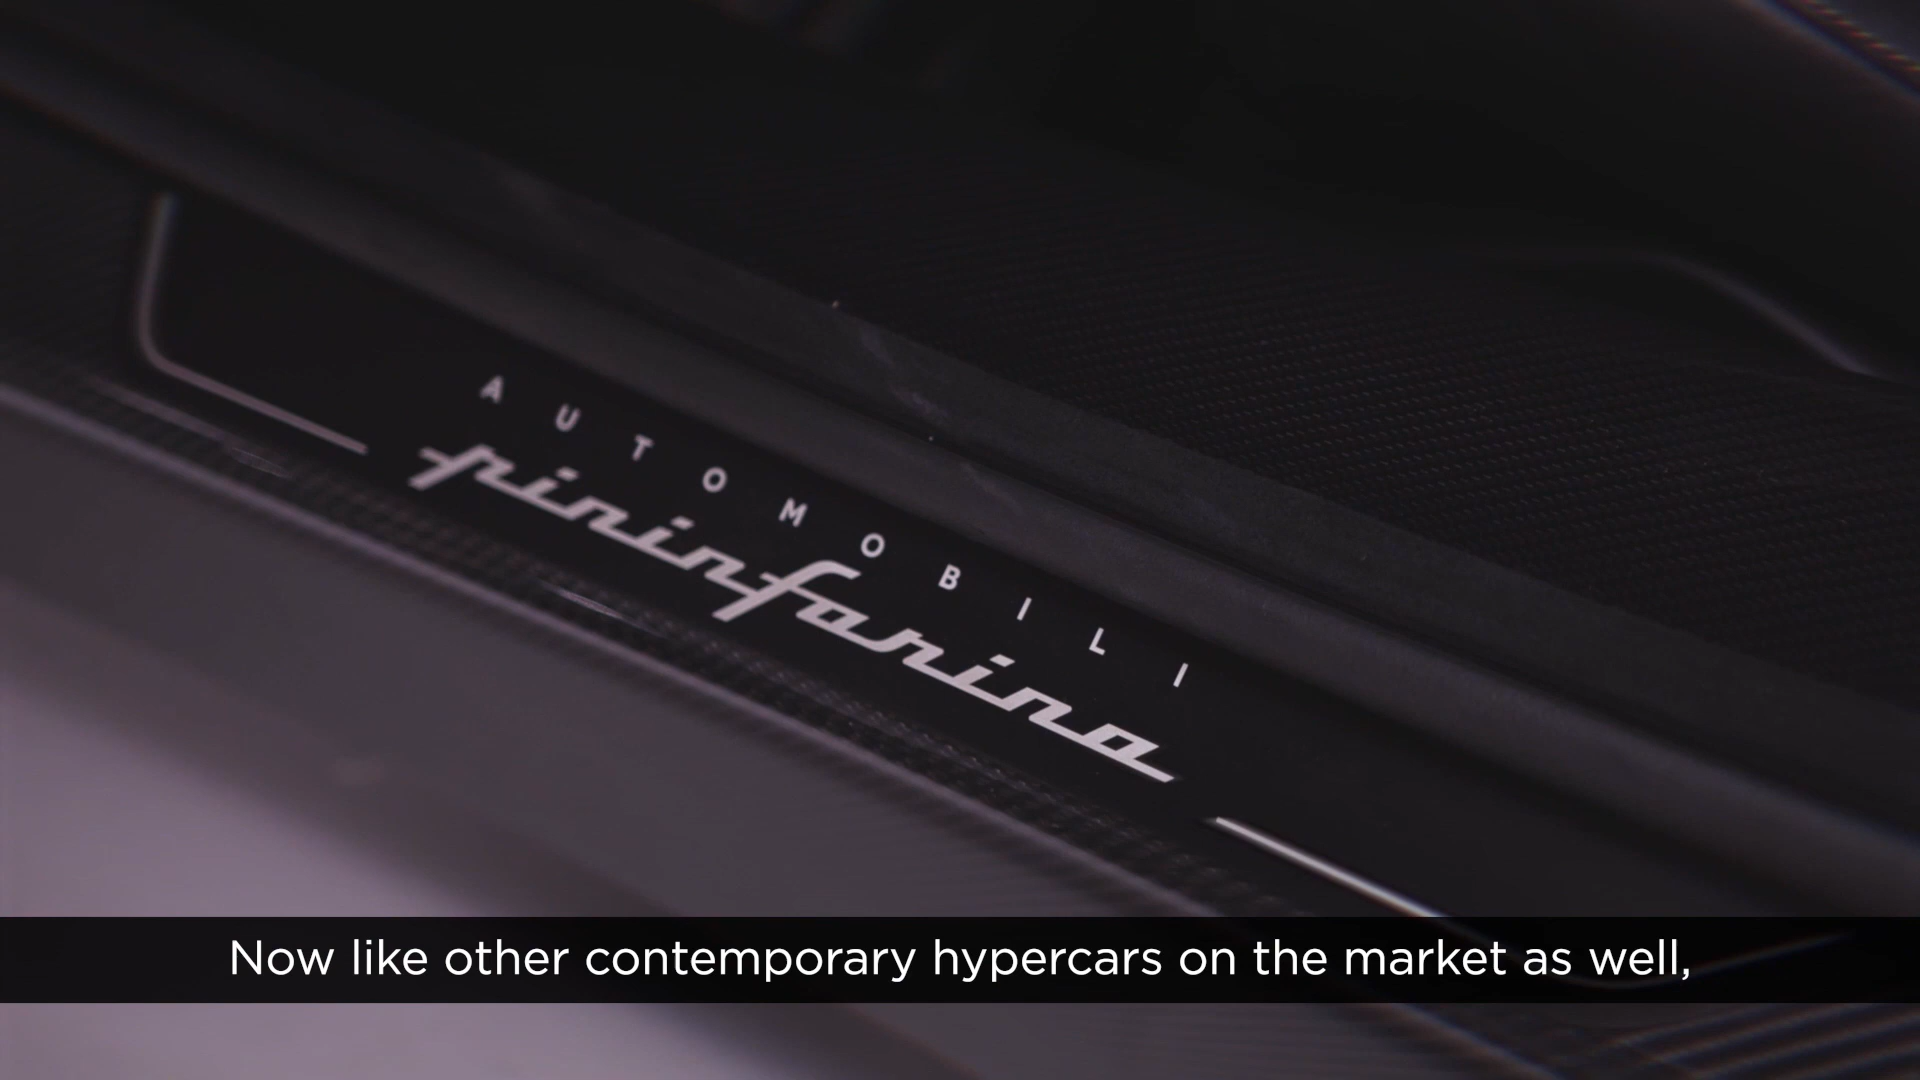 AUTOMOBILI
pininfarina
Now like other contemporary hypercars on the market as well,